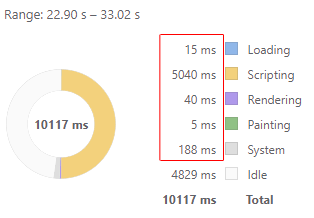 Range: 22.90 s – 33.02 s
15 ms Loading
5040 ms Scripting
40 ms Rendering
5 ms Painting
188 ms System
4829 ms Idle
10117 ms Total
10117 ms